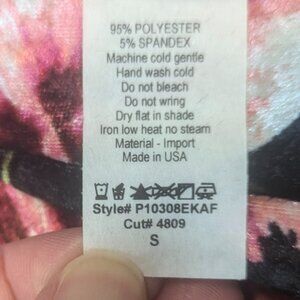 95% POLYESTER
5% SPANDEX
Machine cold gentle
Hand wash cold
Do not bleach
Do not wring
Dry flat in shade
Iron low heat no steam
Material - Import
Made in USA
Style# P10308EKAF
Cut# 4809
S